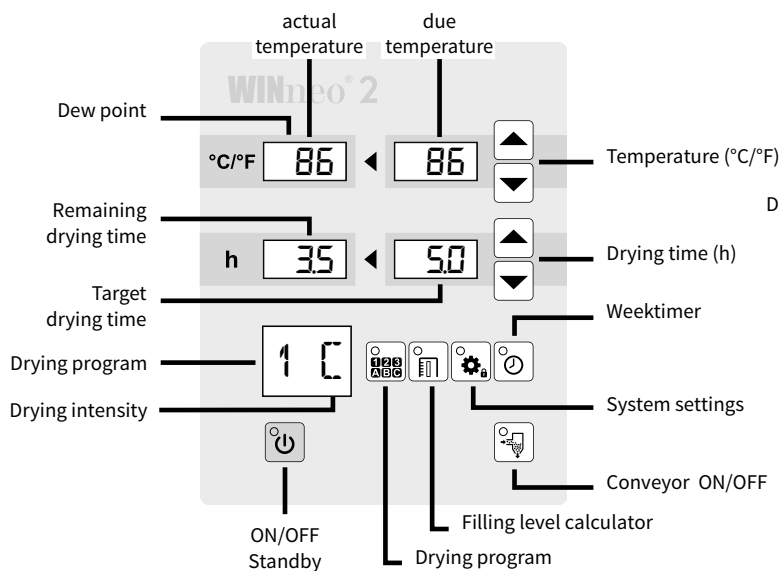 actual
temperature
due
temperature
WINneo® 2
Dew point
°C/°F
86
86
Temperature (°C/°F)
D
Remaining
drying time
h
3.5
5.0
Drying time (h)
Target
drying time
Weektimer
Drying program
1 C
123
ABC
Drying intensity
System settings
Conveyor ON/OFF
Filling level calculator
ON/OFF
Standby
Drying program